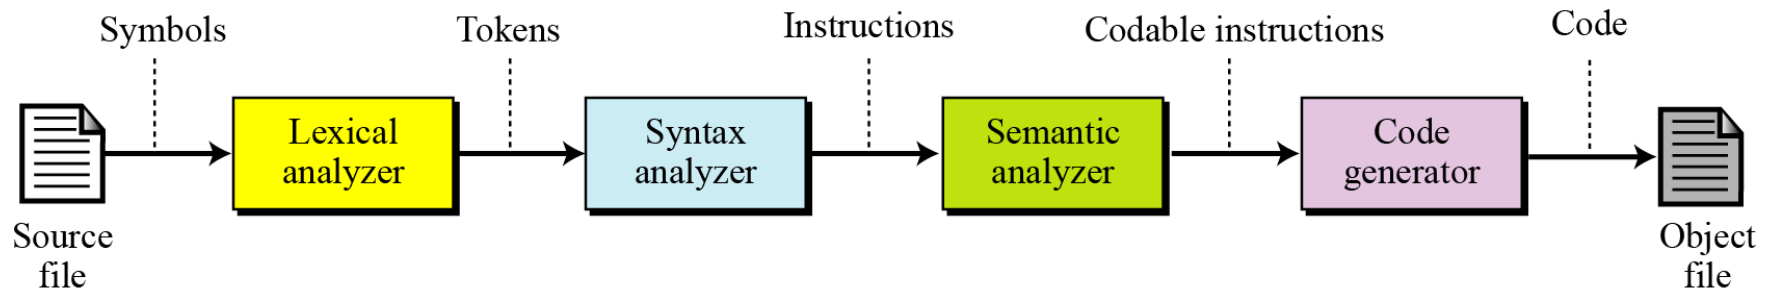 Symbols
Tokens
Instructions
Codable instructions
Code
Lexical
analyzer
Syntax
analyzer
Semantic
analyzer
Code
generator
Source
file
Object
file